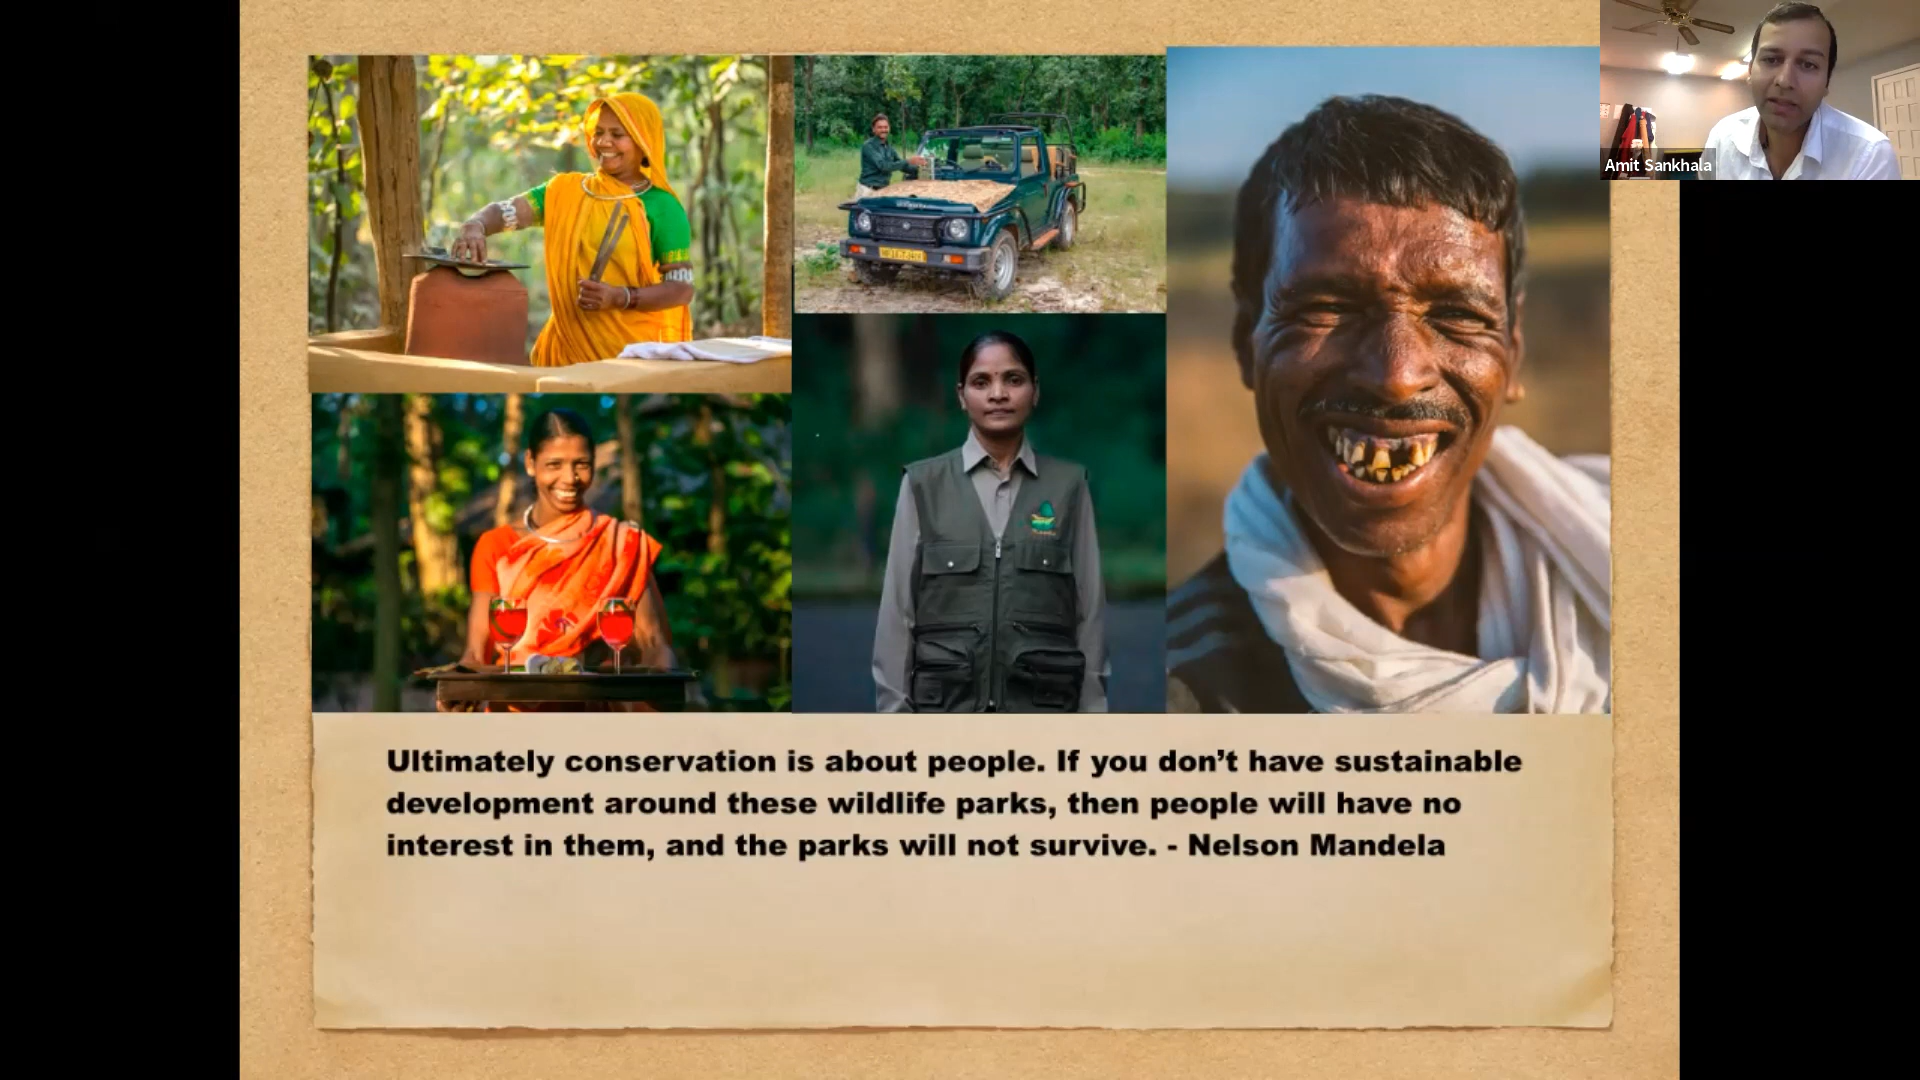 Amit Sankhala
Ultimately conservation is about people. If you don’t have sustainable
development around these wildlife parks, then people will have no
interest in them, and the parks will not survive. - Nelson Mandela